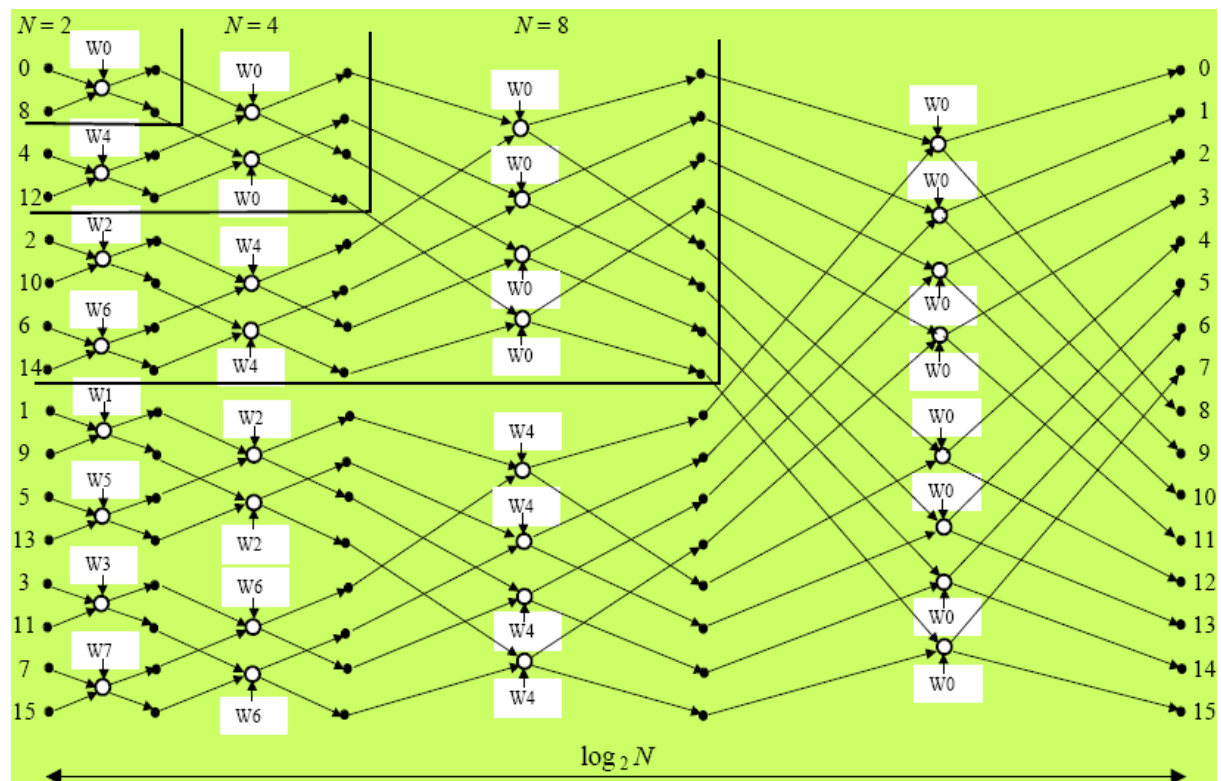 N = 2 N = 4 N = 8
W0 W0 W0 W0
0 0
8 1
W4 W0 W0 W0
4 2
12 3
W2 W4 W0 W0
2 4
10 5
W6 W4 W0 W0
6 6
14 7
W1 W2 W4 W0
1 8
9 9
W5 W2 W4 W0
5 10
13 11
W3 W6 W4 W0
3 12
11 13
W7 W6 W4 W0
7 14
15 15
log 2 N